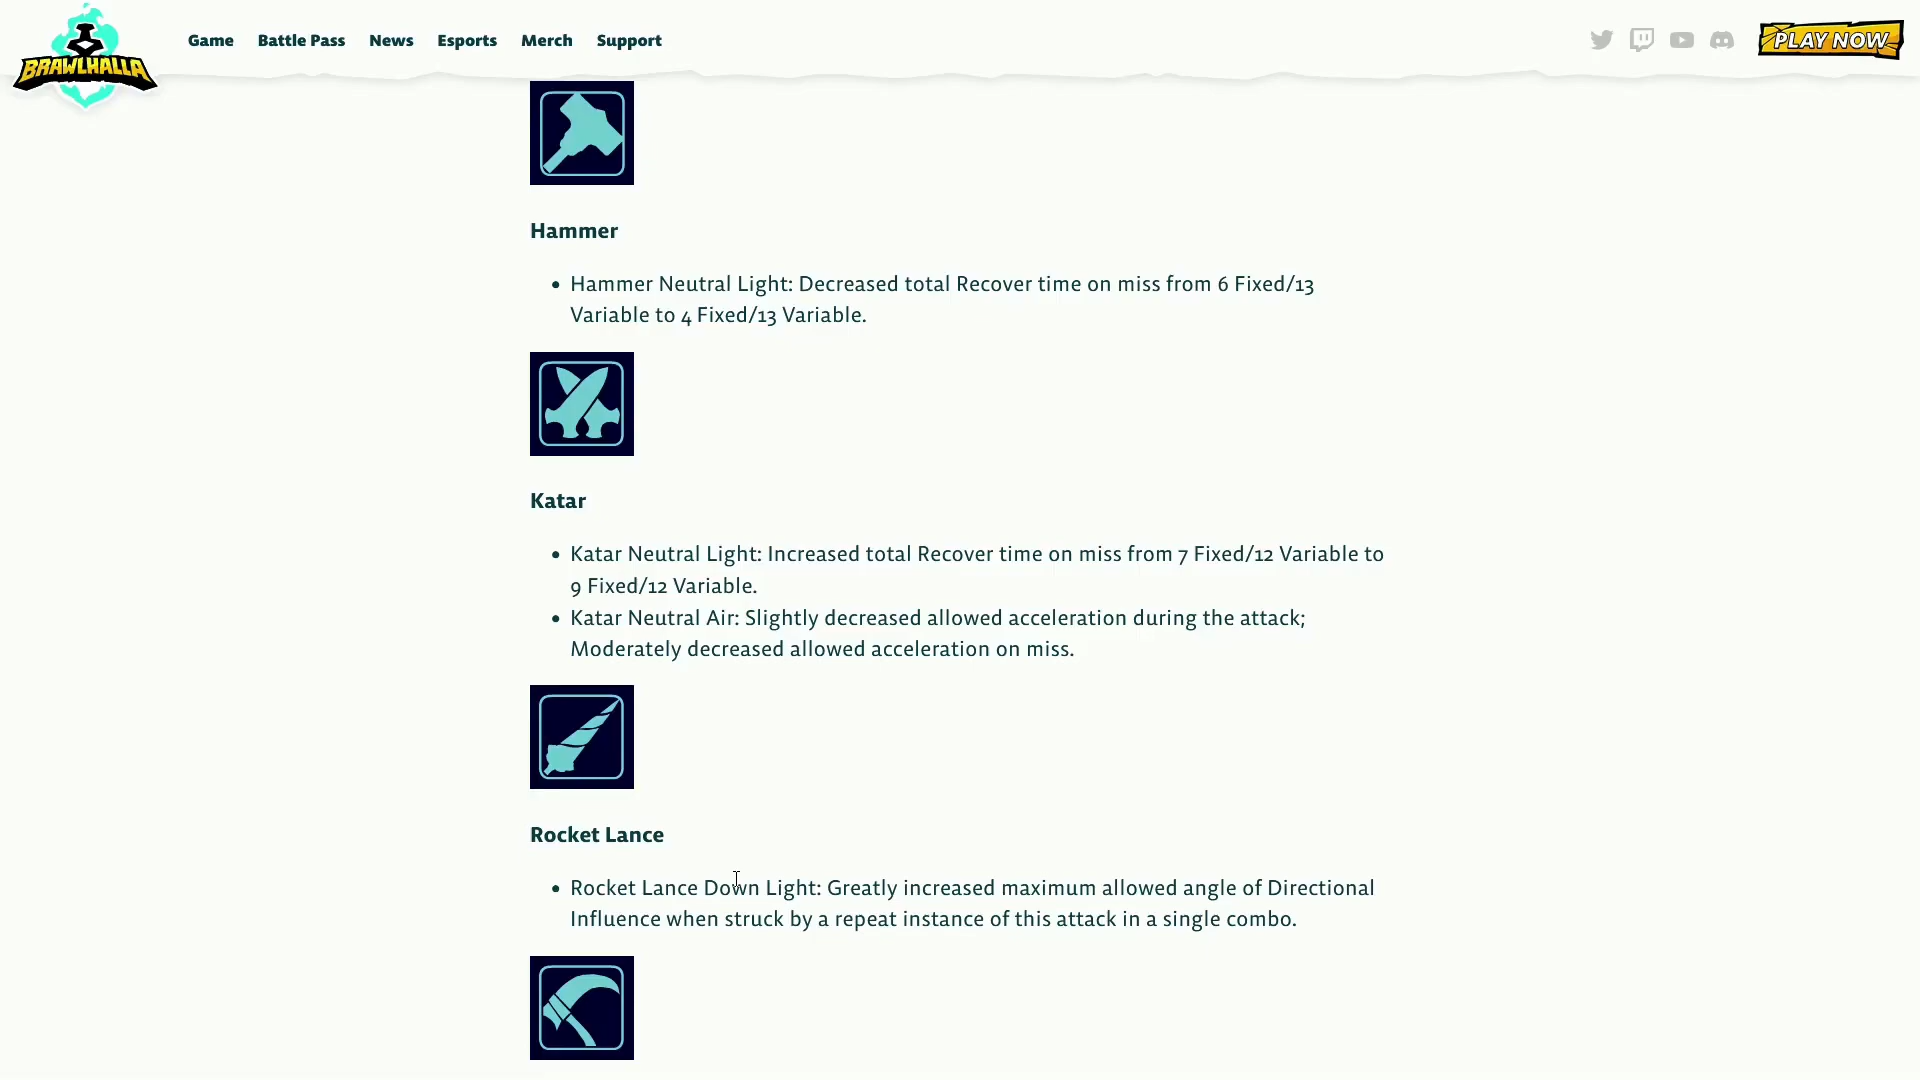 BRAWLHALLA
Game Battle Pass News Esports Merch Support
PLAY NOW
Hammer
• Hammer Neutral Light: Decreased total Recover time on miss from 6 Fixed/13
Variable to 4 Fixed/13 Variable.
Katar
• Katar Neutral Light: Increased total Recover time on miss from 7 Fixed/12 Variable to
9 Fixed/12 Variable.
• Katar Neutral Air: Slightly decreased allowed acceleration during the attack;
Moderately decreased allowed acceleration on miss.
Rocket Lance
• Rocket Lance Down Light: Greatly increased maximum allowed angle of Directional
Influence when struck by a repeat instance of this attack in a single combo.